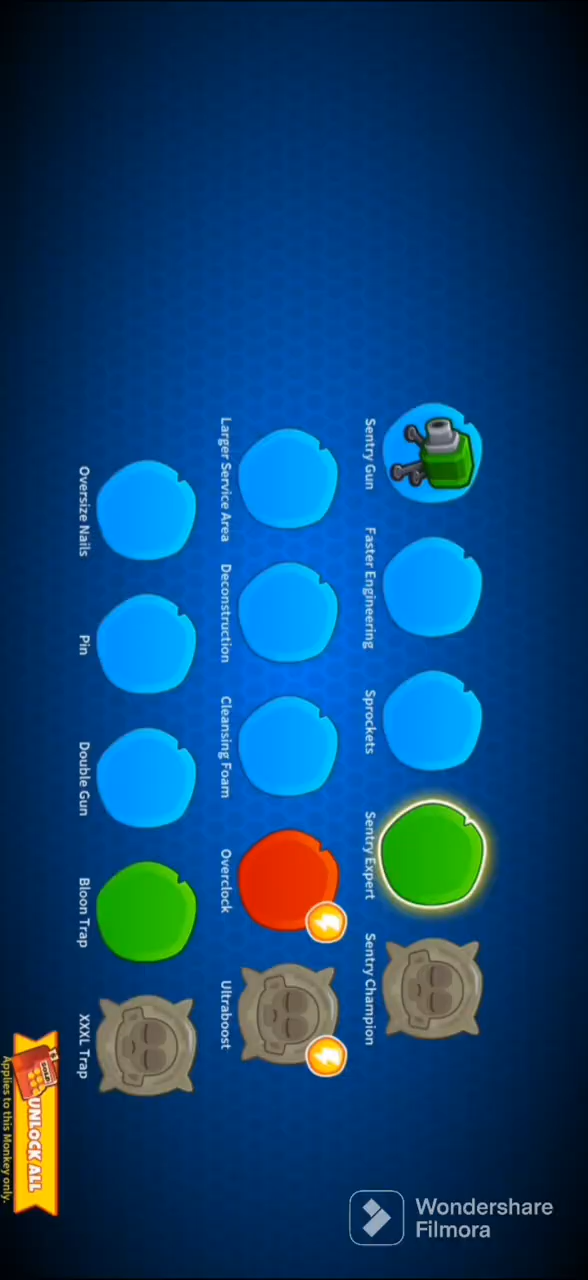 Sentry Gun
Faster Engineering
Sprockets
Sentry Expert
Sentry Champion
Larger Service Area
Deconstruction
Cleansing Foam
Overclock
Ultraboost
Oversize Nails
Pin
Double Gun
Bloon Trap
XXXL Trap
UNLOCK ALL
Applies to this Monkey only.
Wondershare
Filmora